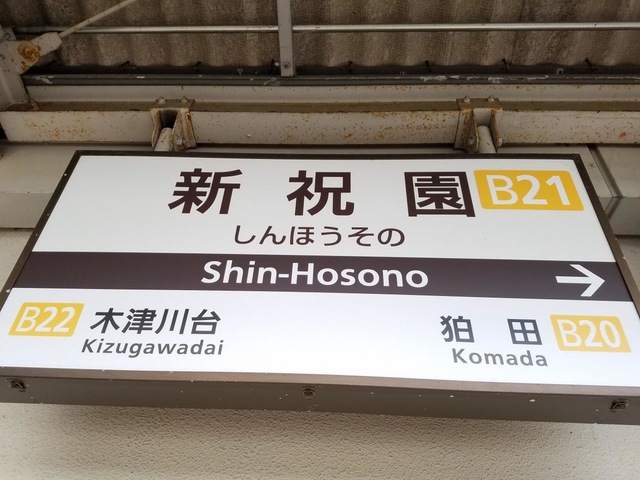 新祝園 B21
しんほうその
Shin-Hosono →
B22 木津川台
Kizugawadai
狛田 B20
Komada